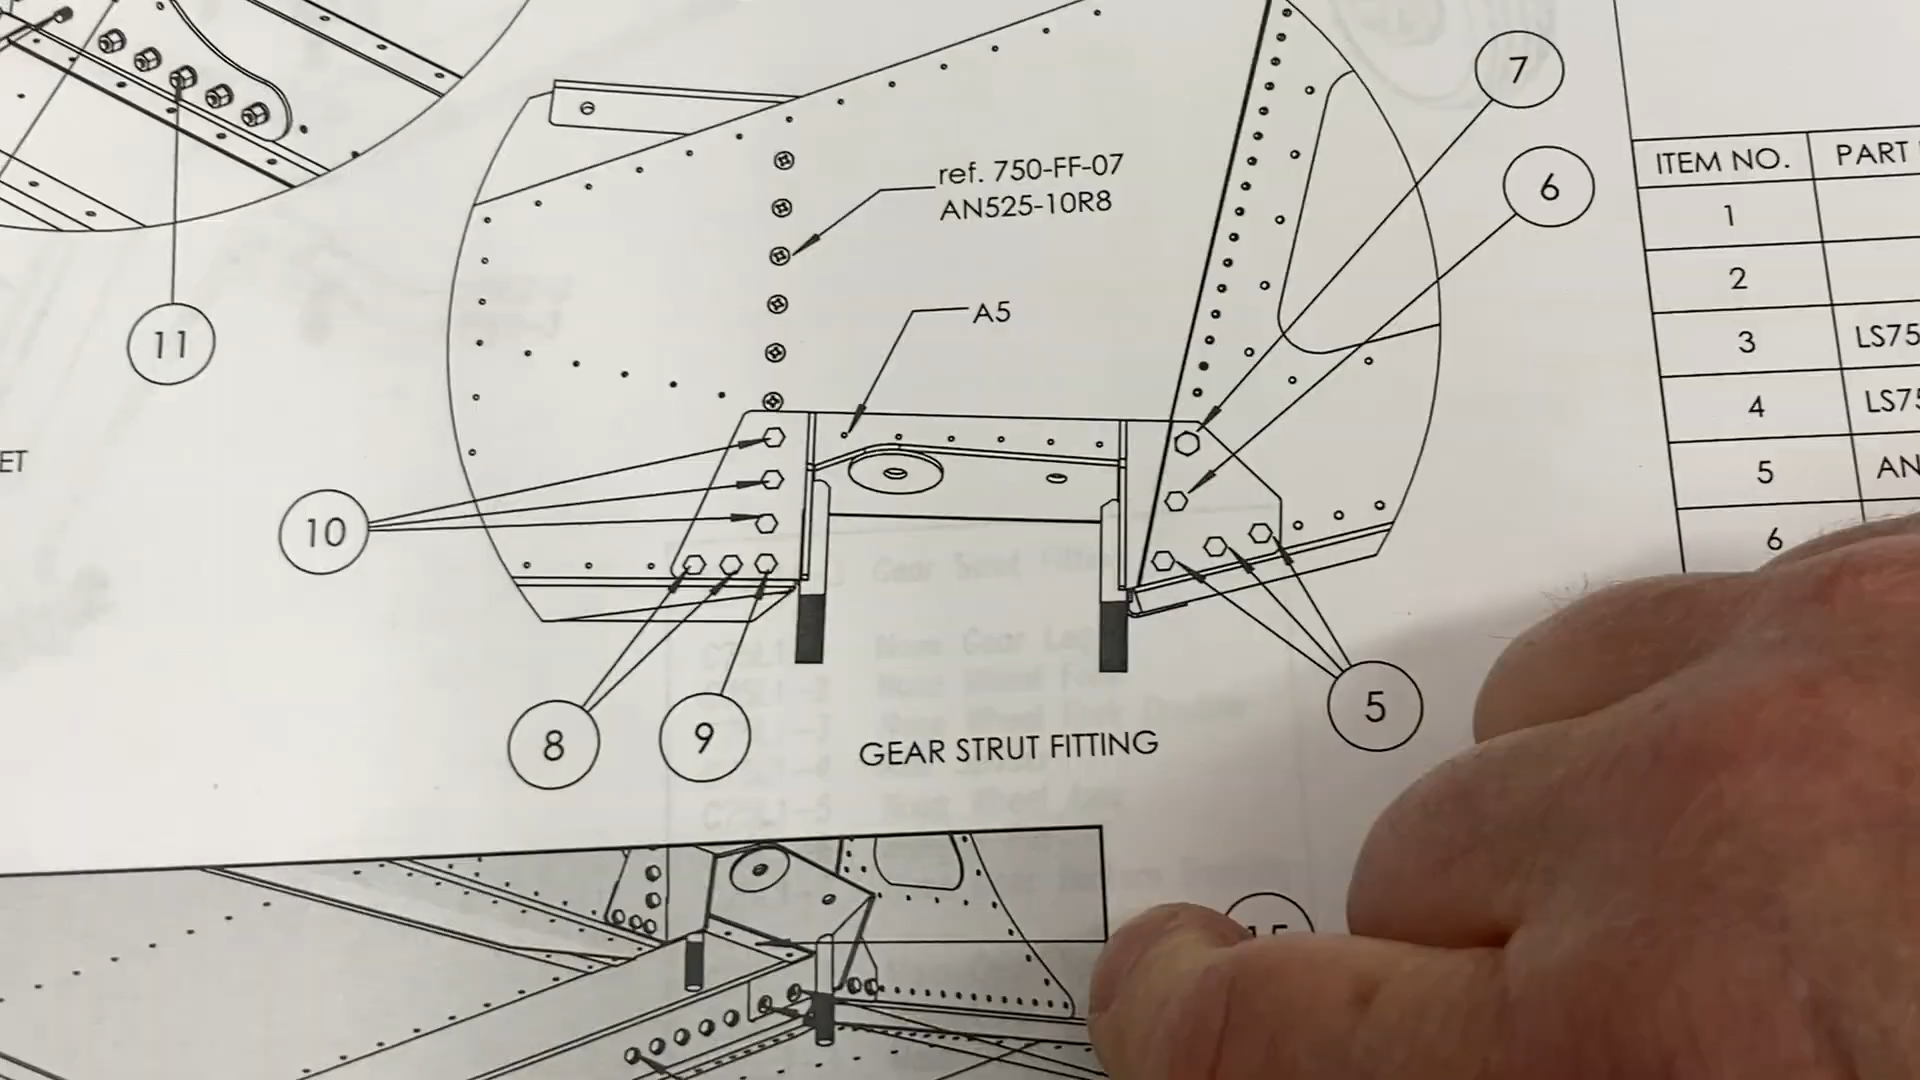 7
ITEM NO. PART
6
1
ref. 750-FF-07
AN525-10R8
2
A5
11
3 LS75
4 LS75
ET
5 AN
10
6
5
8
9
GEAR STRUT FITTING
15